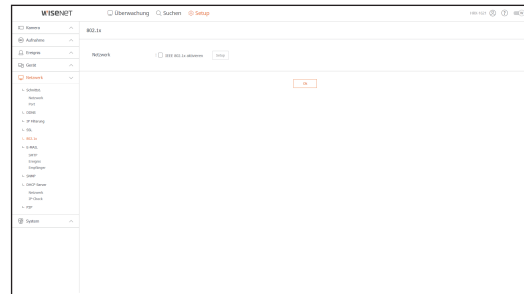 WISENET
Überwachung Suchen Setup
Kamera
Aufnahme
Ereignis
Gerät
Netzwerk
Schnittst.
Netzwerk
Port
DDNS
IP Filterung
SSL
802.1x
E-MAIL
SMTP
Ereignis
Empfänger
SNMP
DHCP Server
Netzwerk
IP-Check
P2P
System
802.1x
Netzwerk
IEEE 802.1x aktivieren
Setup
OK